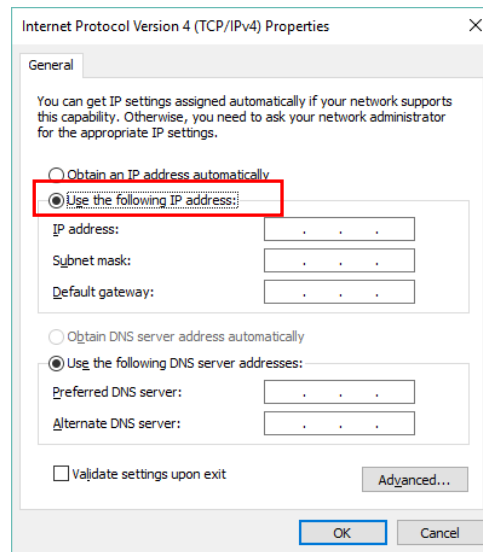 Internet Protocol Version 4 (TCP/IPv4) Properties
General
You can get IP settings assigned automatically if your network supports
this capability. Otherwise, you need to ask your network administrator
for the appropriate IP settings.
Obtain an IP address automatically
Use the following IP address:
IP address:
. . .
Subnet mask:
. . .
Default gateway:
. . .
Obtain DNS server address automatically
Use the following DNS server addresses:
Preferred DNS server:
. . .
Alternate DNS server:
. . .
Validate settings upon exit
Advanced...
OK
Cancel